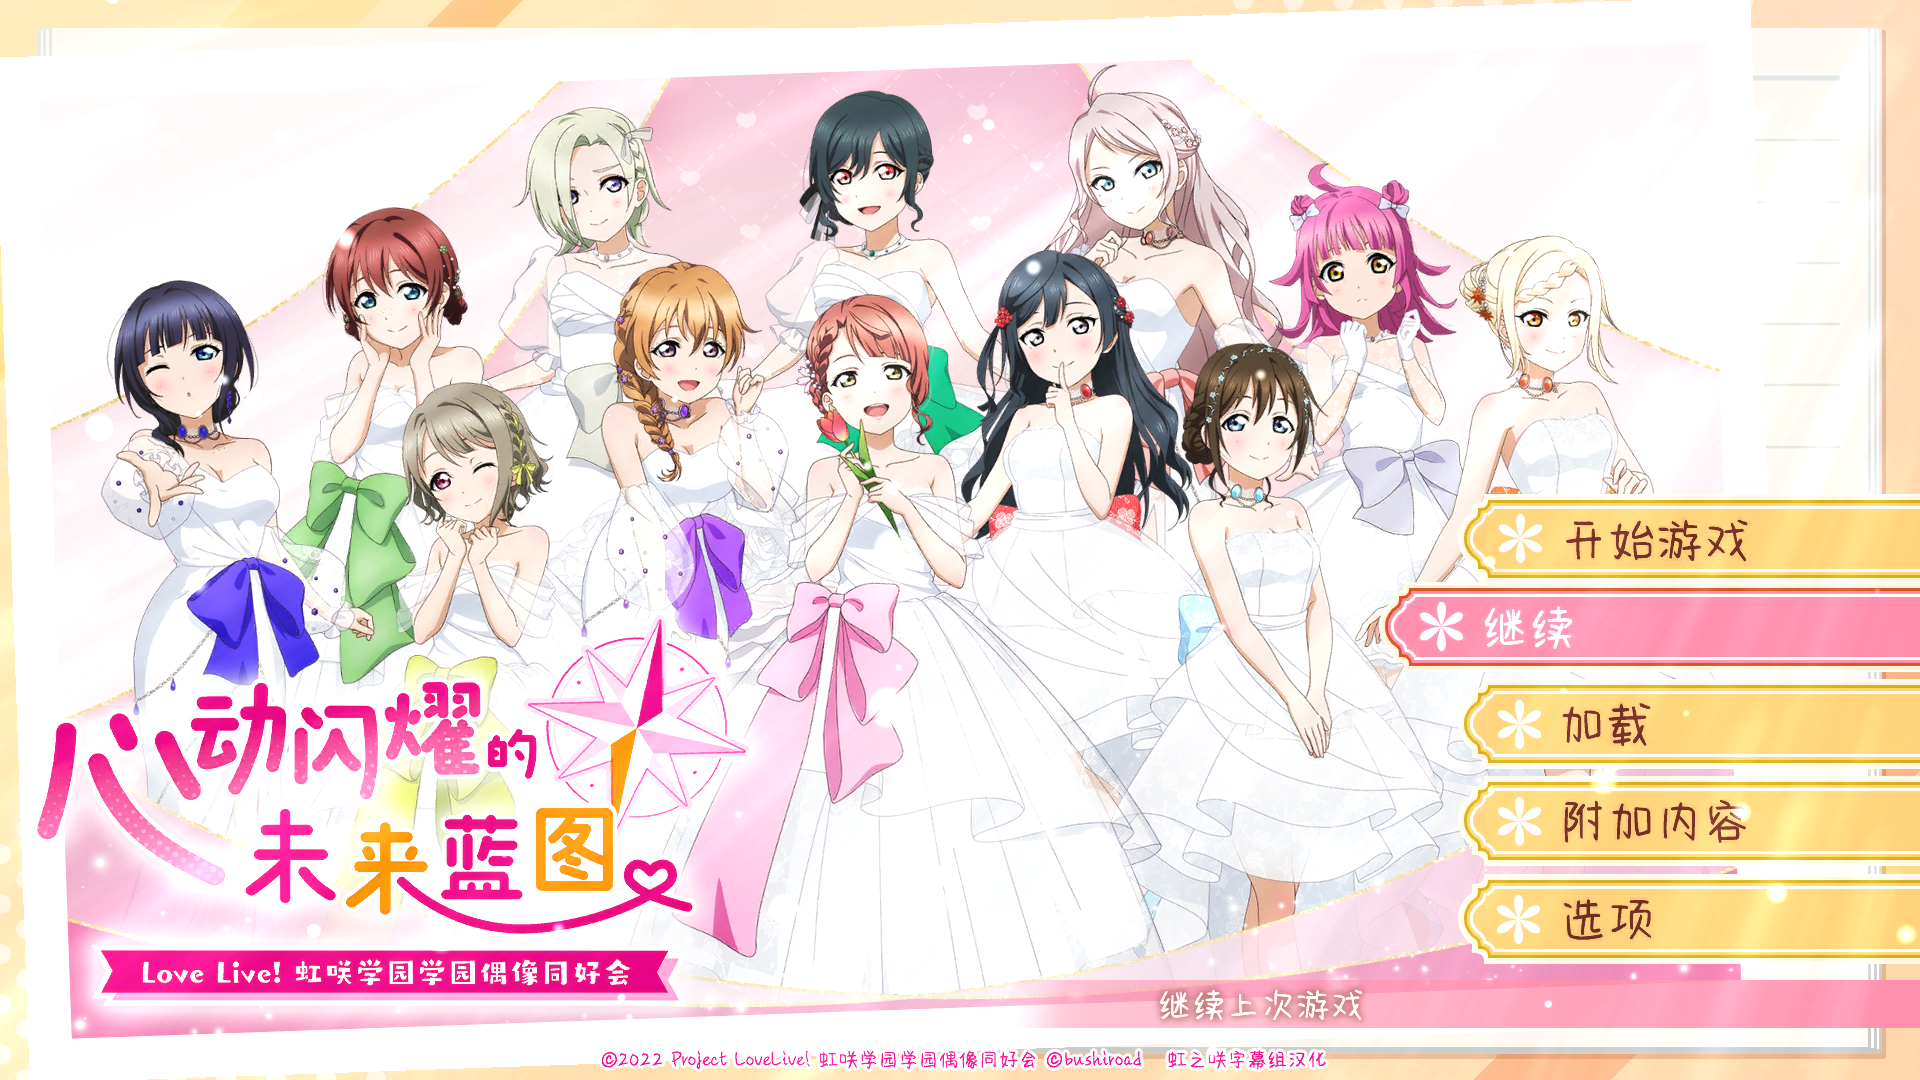 心动闪耀的
未来蓝图
Love Live! 虹咲学园学园偶像同好会
开始游戏
继续
加载
附加内容
选项
继续上次游戏
©2022 Project LoveLive! 虹咲学园学园偶像同好会 ©bushiroad 虹之咲字幕组汉化